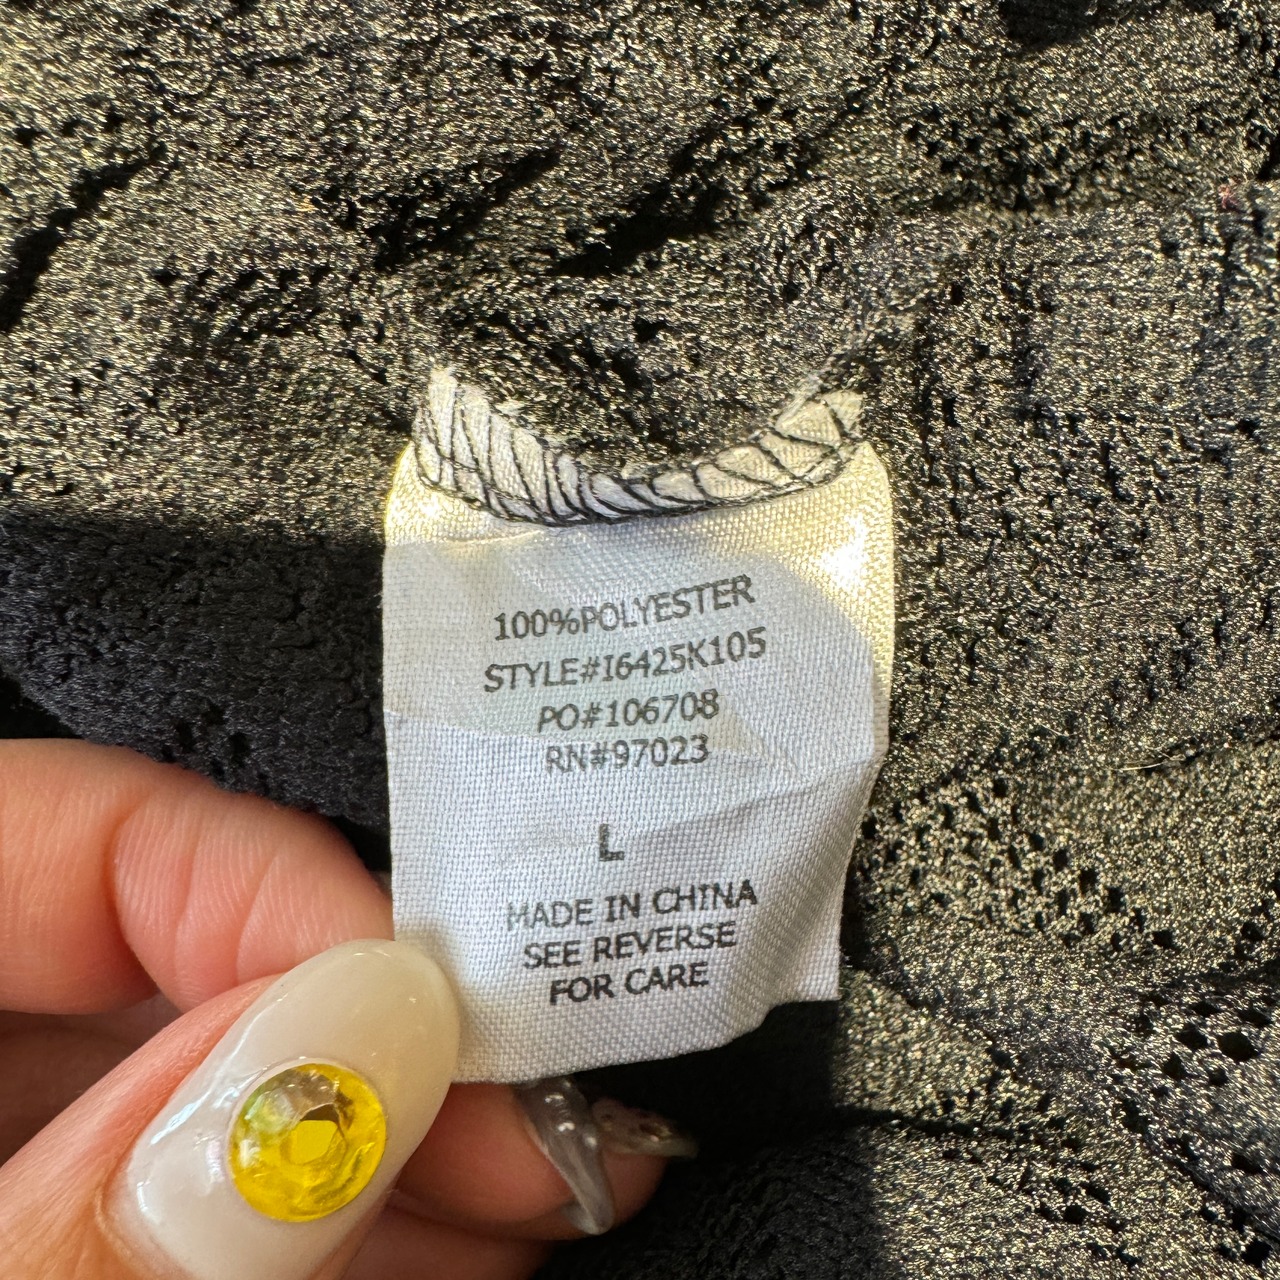 100%POLYESTER
STYLE#I6425K105
PO#106708
RN#97023
L
MADE IN CHINA
SEE REVERSE
FOR CARE